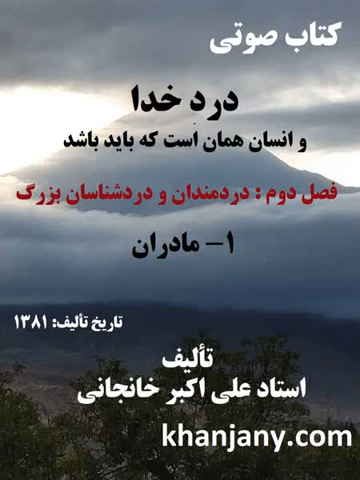 کتاب صوتی
دردِ خدا
و انسان همان است که باید باشد
فصل دوم : دردمندان و دردشناسان بزرگ
۱- مادران
تاریخ تألیف: ۱۳۸۱
تألیف
استاد علی اکبر خانجانی
khanjany.com